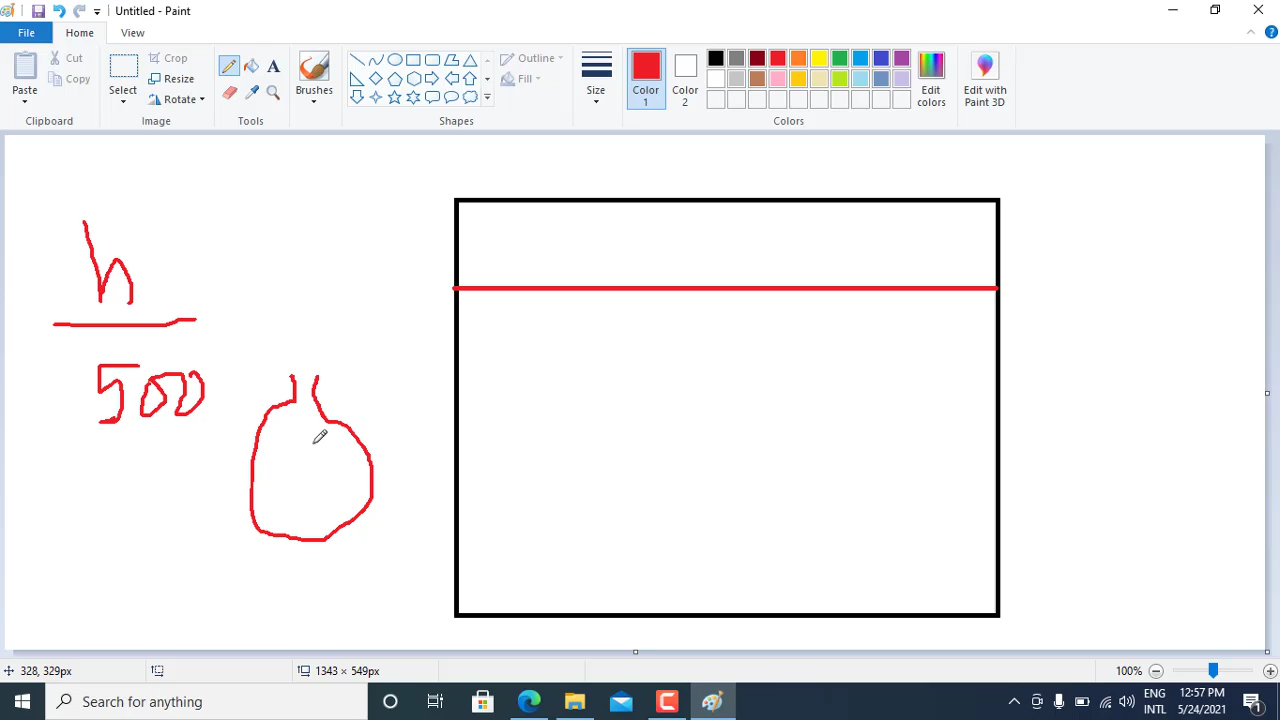 Untitled - Paint
File Home View
Cut
Copy
Paste
Clipboard
Crop
Resize
Rotate
Select
Image
A
Tools
Brushes
Outline
Fill
Shapes
Size
Color 1
Color 2
Edit colors
Colors
Edit with Paint 3D
h
500
328, 329px
1343 × 549px
100%
Search for anything
ENG
INTL
12:57 PM
5/24/2021
1